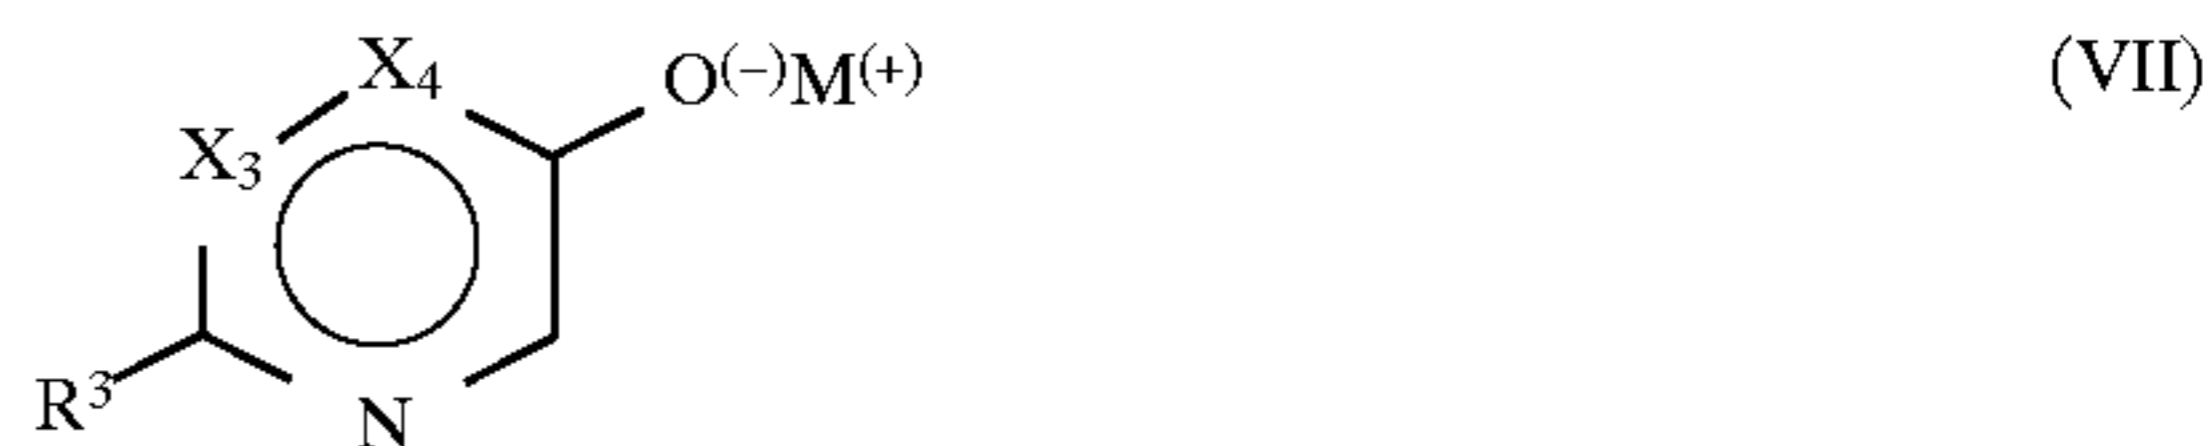 X4 O(−)M(+) (VII)
X3
R3 N